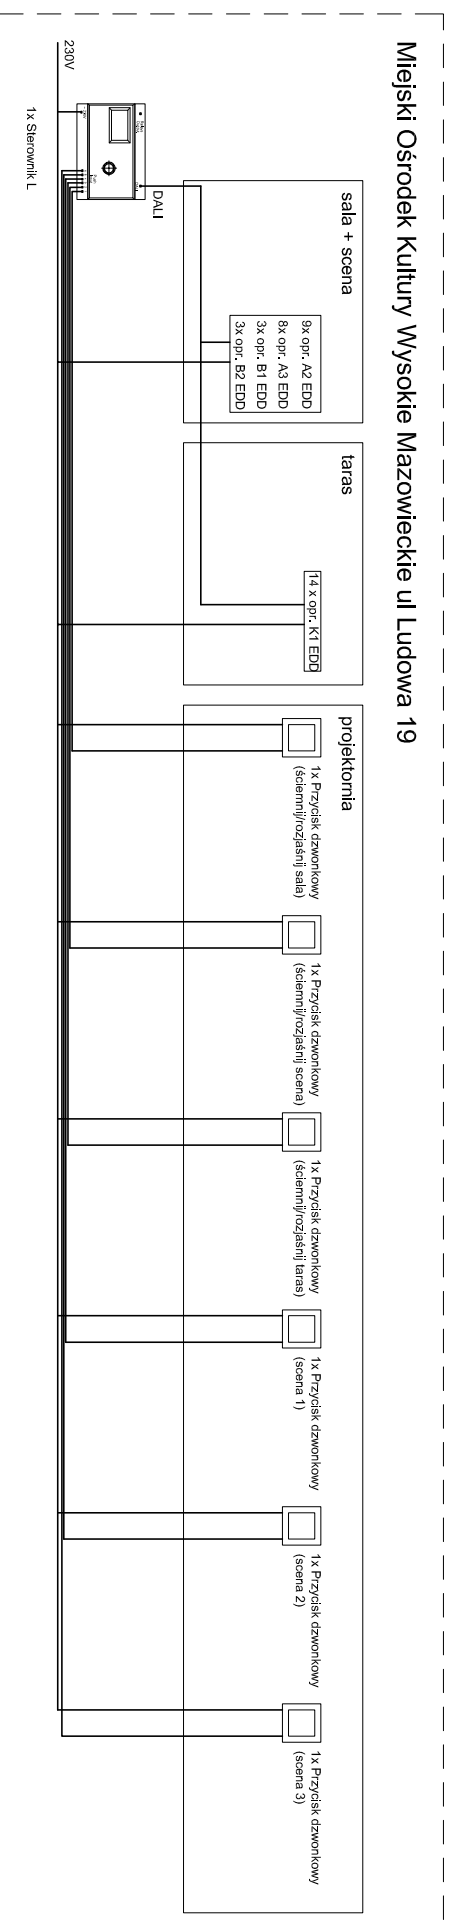 Miejski Ośrodek Kultury Wysokie Mazowieckie ul Ludowa 19
sala + scena
9x opr. A2 EDD
8x opr. A3 EDD
3x opr. B1 EDD
3x opr. B2 EDD
taras
14 x opr. K1 EDD
projektornia
1x Przycisk dzwonkowy
(ściemnij/rozjaśnij sala)
1x Przycisk dzwonkowy
(ściemnij/rozjaśnij scena)
1x Przycisk dzwonkowy
(ściemnij/rozjaśnij taras)
1x Przycisk dzwonkowy
(scena 1)
1x Przycisk dzwonkowy
(scena 2)
1x Przycisk dzwonkowy
(scena 3)
DALI
230V
1x Sterownik L